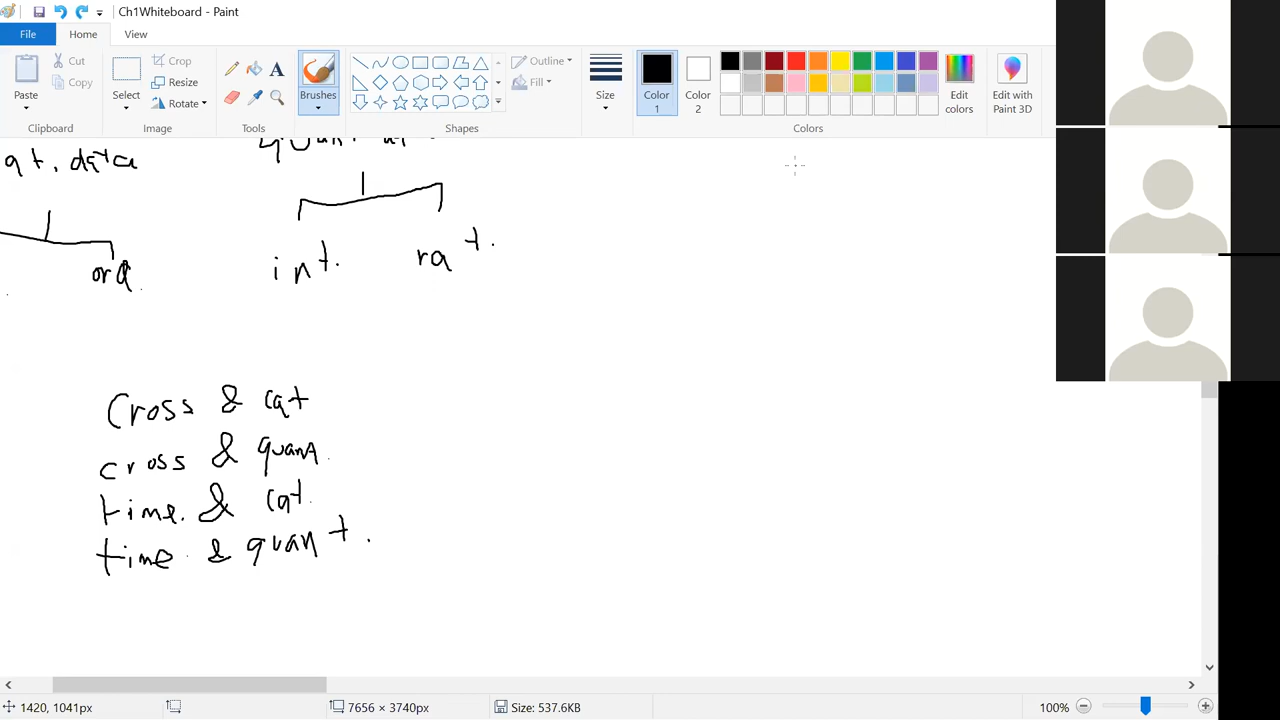 Ch1Whiteboard - Paint
File Home View
Paste Cut Copy Select Crop Resize Rotate A Brushes Outline Fill Size Color 1 Color 2 Edit colors Edit with Paint 3D
Clipboard Image Tools Shapes Colors
at. data
int. rat.
ord.
Cross & cat
cross & quant.
time. & cat.
time & quant.
1420, 1041px 7656 × 3740px Size: 537.6KB 100%